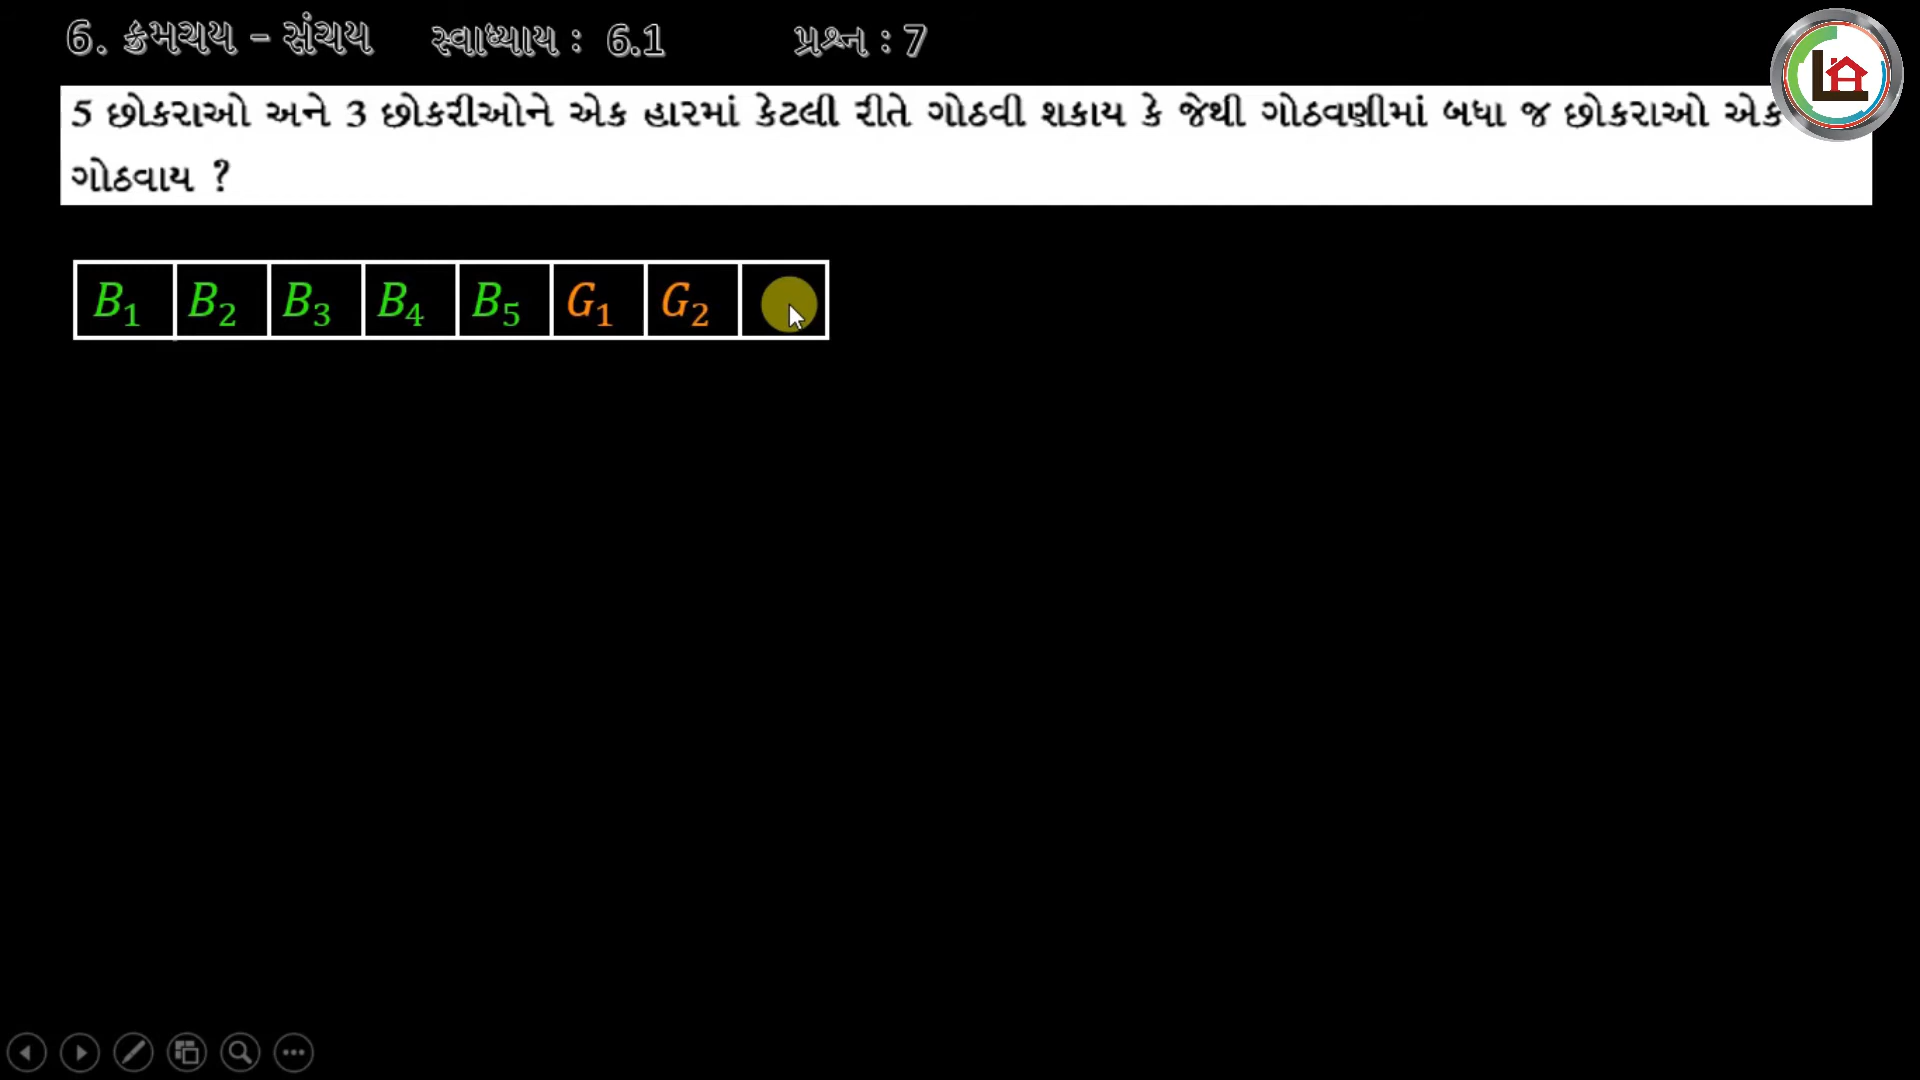 6. ક્રમચય – સંચય સ્વાધ્યાય : 6.1 પ્રશ્ન : 7
5 છોકરાઓ અને 3 છોકરીઓને એક હારમાં કેટલી રીતે ગોઠવી શકાય કે જેથી ગોઠવણીમાં બધા જ છોકરાઓ એક
ગોઠવાય ?
B₁ B₂ B₃ B₄ B₅ G₁ G₂